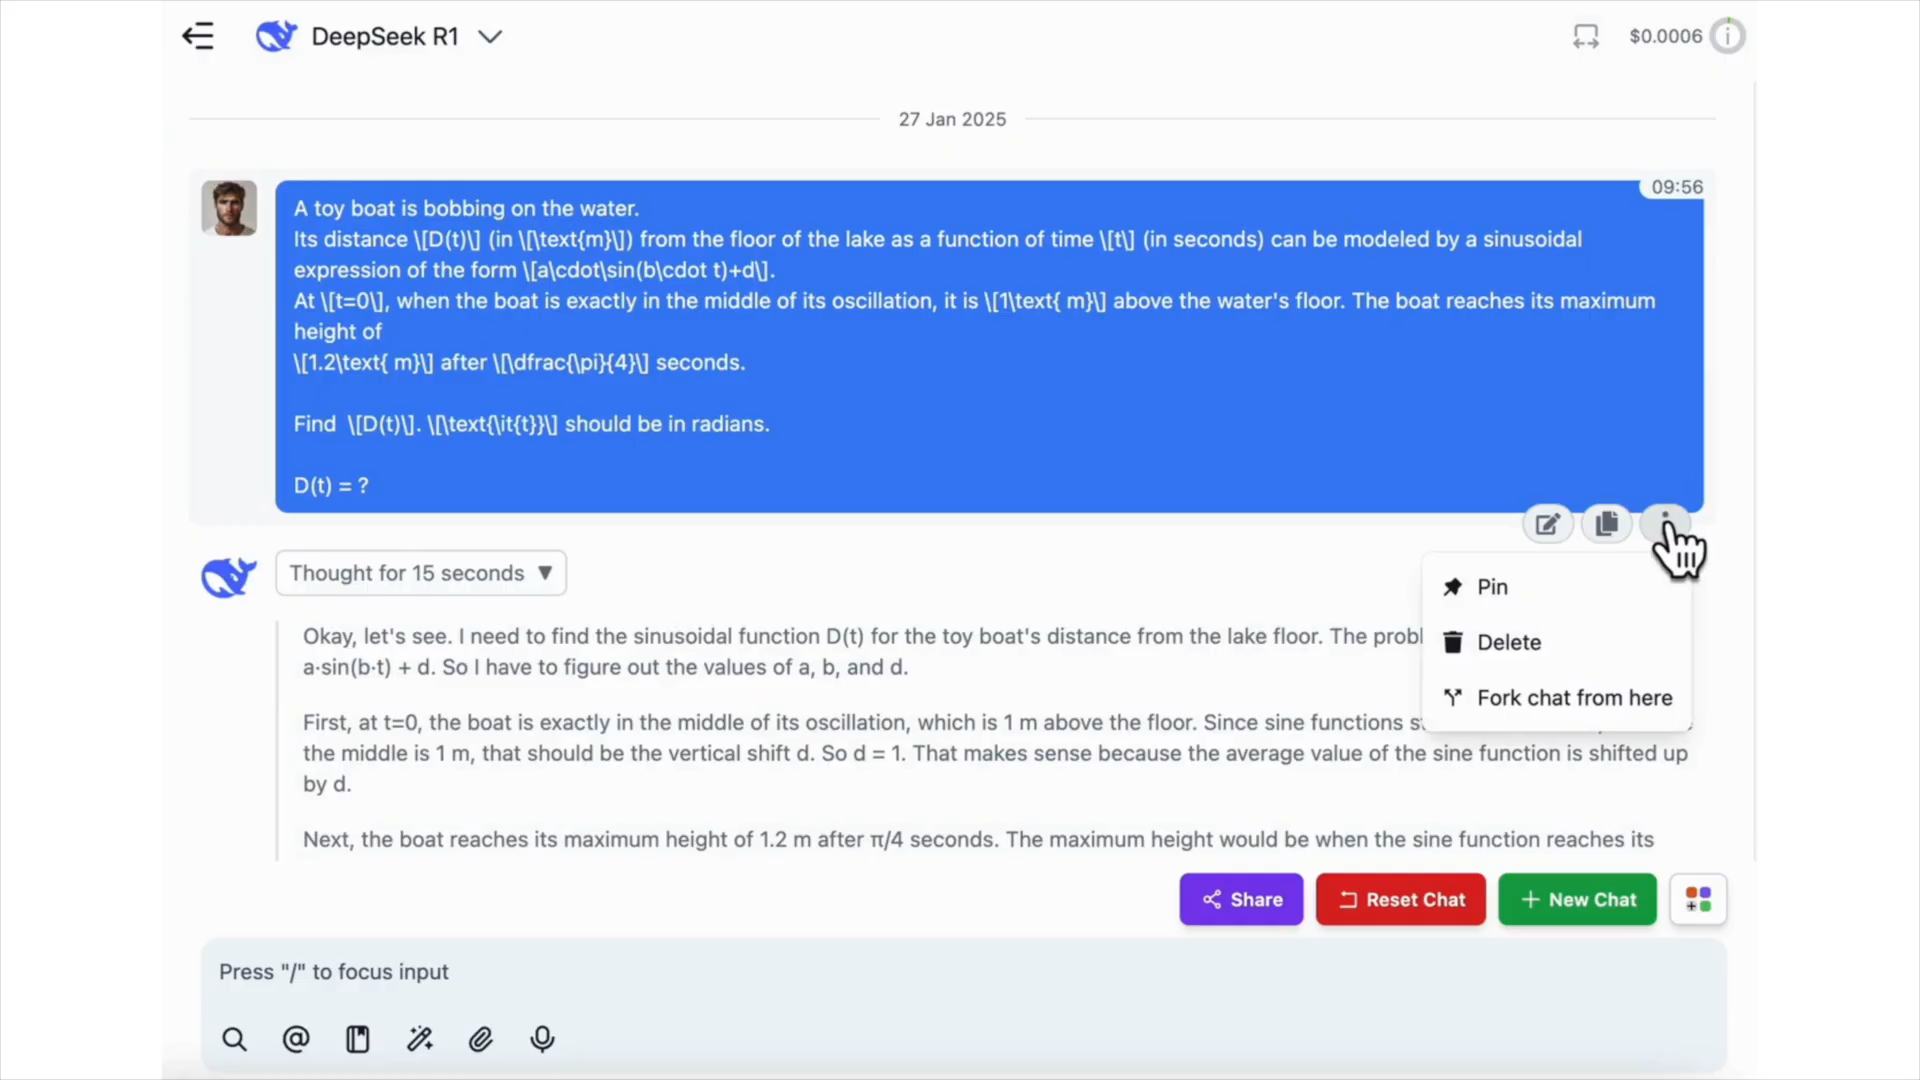 DeepSeek R1
$0.0006
27 Jan 2025
09:56
A toy boat is bobbing on the water.
Its distance \[D(t)\] (in \[\text{m}\]) from the floor of the lake as a function of time \[t\] (in seconds) can be modeled by a sinusoidal
expression of the form \[a\cdot\sin(b\cdot t)+d\].
At \[t=0\], when the boat is exactly in the middle of its oscillation, it is \[1\text{ m}\] above the water's floor. The boat reaches its maximum
height of
\[1.2\text{ m}\] after \[\dfrac{\pi}{4}\] seconds.
Find \[D(t)\]. \[\text{\it{t}}\] should be in radians.
D(t) = ?
Thought for 15 seconds ▼
Pin
Delete
Fork chat from here
Okay, let's see. I need to find the sinusoidal function D(t) for the toy boat's distance from the lake floor. The
a·sin(b·t) + d. So I have to figure out the values of a, b, and d.
First, at t=0, the boat is exactly in the middle of its oscillation, which is 1 m above the floor. Since sine functions
the middle is 1 m, that should be the vertical shift d. So d = 1. That makes sense because the average value of the sine function is shifted up
by d.
Next, the boat reaches its maximum height of 1.2 m after π/4 seconds. The maximum height would be when the sine function reaches its
Share
Reset Chat
+ New Chat
Press "/" to focus input